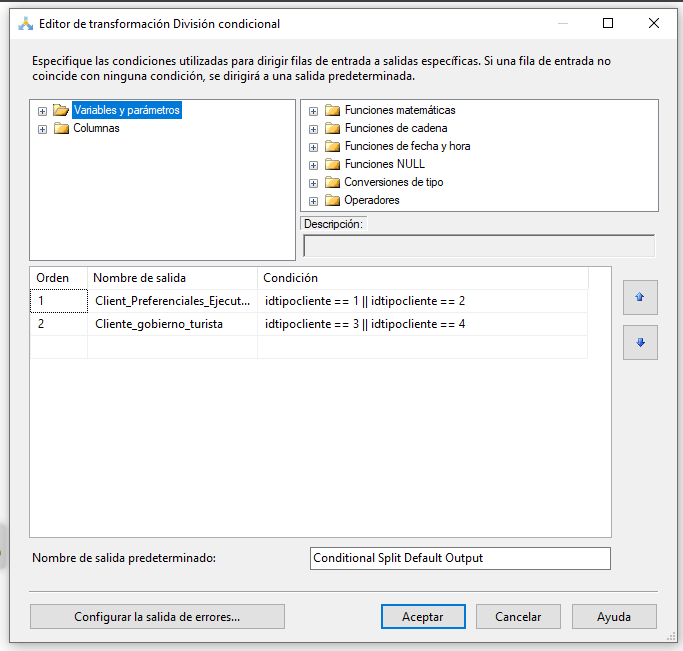 Editor de transformación División condicional
Especifique las condiciones utilizadas para dirigir filas de entrada a salidas específicas. Si una fila de entrada no
coincide con ninguna condición, se dirigirá a una salida predeterminada.
Variables y parámetros
Columnas
Funciones matemáticas
Funciones de cadena
Funciones de fecha y hora
Funciones NULL
Conversiones de tipo
Operadores
Descripción:
Orden Nombre de salida Condición
1 Client_Preferenciales_Ejecut... idtipocliente == 1 || idtipocliente == 2
2 Cliente_gobierno_turista idtipocliente == 3 || idtipocliente == 4
Nombre de salida predeterminado: Conditional Split Default Output
Configurar la salida de errores... Aceptar Cancelar Ayuda